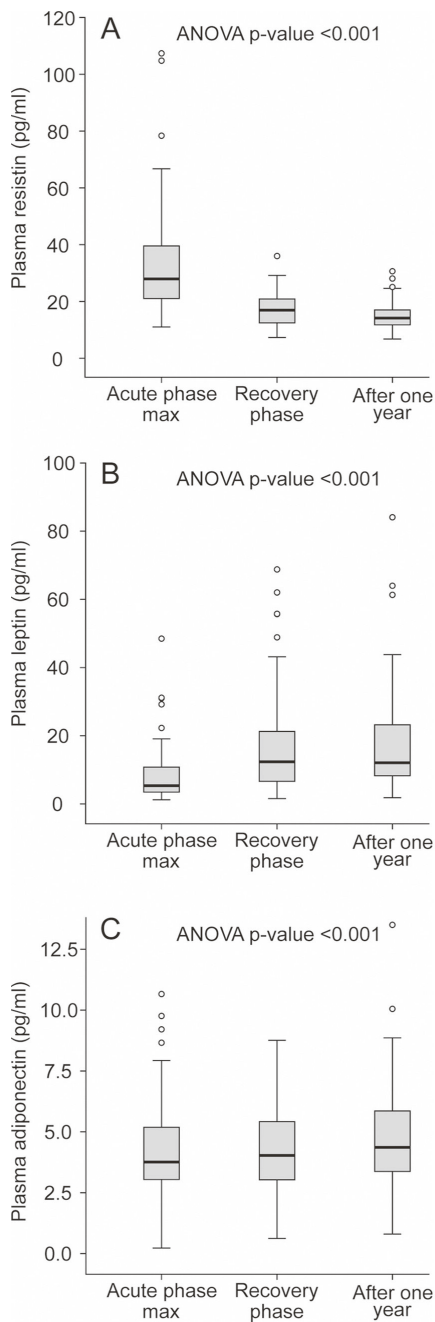 A
ANOVA p-value <0.001
Plasma resistin (pg/ml)
120
100
80
60
40
20
0
Acute phase
max
Recovery
phase
After one
year
B
ANOVA p-value <0.001
Plasma leptin (pg/ml)
100
80
60
40
20
0
Acute phase
max
Recovery
phase
After one
year
C
ANOVA p-value <0.001
Plasma adiponectin (pg/ml)
12.5
10.0
7.5
5.0
2.5
0.0
Acute phase
max
Recovery
phase
After one
year